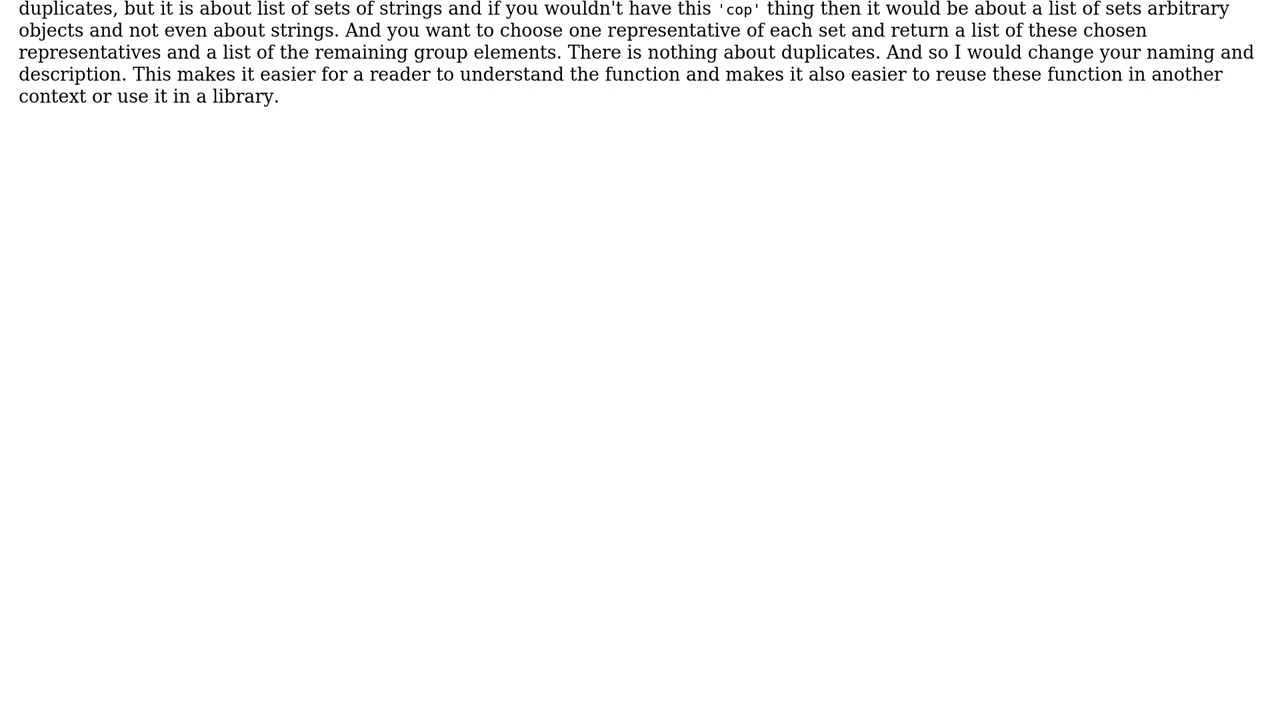 duplicates, but it is about list of sets of strings and if you wouldn't have this 'cop' thing then it would be about a list of sets arbitrary
objects and not even about strings. And you want to choose one representative of each set and return a list of these chosen
representatives and a list of the remaining group elements. There is nothing about duplicates. And so I would change your naming and
description. This makes it easier for a reader to understand the function and makes it also easier to reuse these function in another
context or use it in a library.